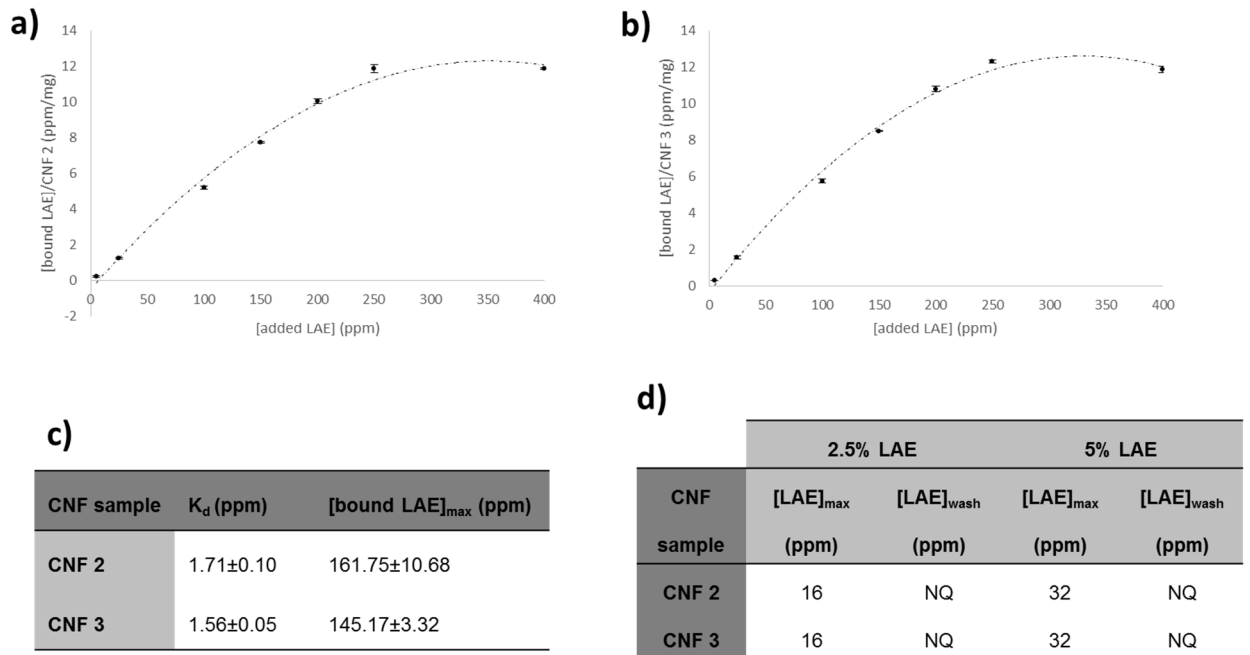 a)
14
12
10
8
6
4
2
0
-2
0 50 100 150 200 250 300 350 400
[bound LAE]/CNF 2 (ppm/mg)
[added LAE] (ppm)
b)
14
12
10
8
6
4
2
0
0 50 100 150 200 250 300 350 400
[bound LAE]/CNF 3 (ppm/mg)
[added LAE] (ppm)
c)
CNF sample Kd (ppm) [bound LAE]max (ppm)
CNF 2 1.71±0.10 161.75±10.68
CNF 3 1.56±0.05 145.17±3.32
d)
2.5% LAE 5% LAE
CNF [LAE]max [LAE]wash [LAE]max [LAE]wash
sample (ppm) (ppm) (ppm) (ppm)
CNF 2 16 NQ 32 NQ
CNF 3 16 NQ 32 NQ